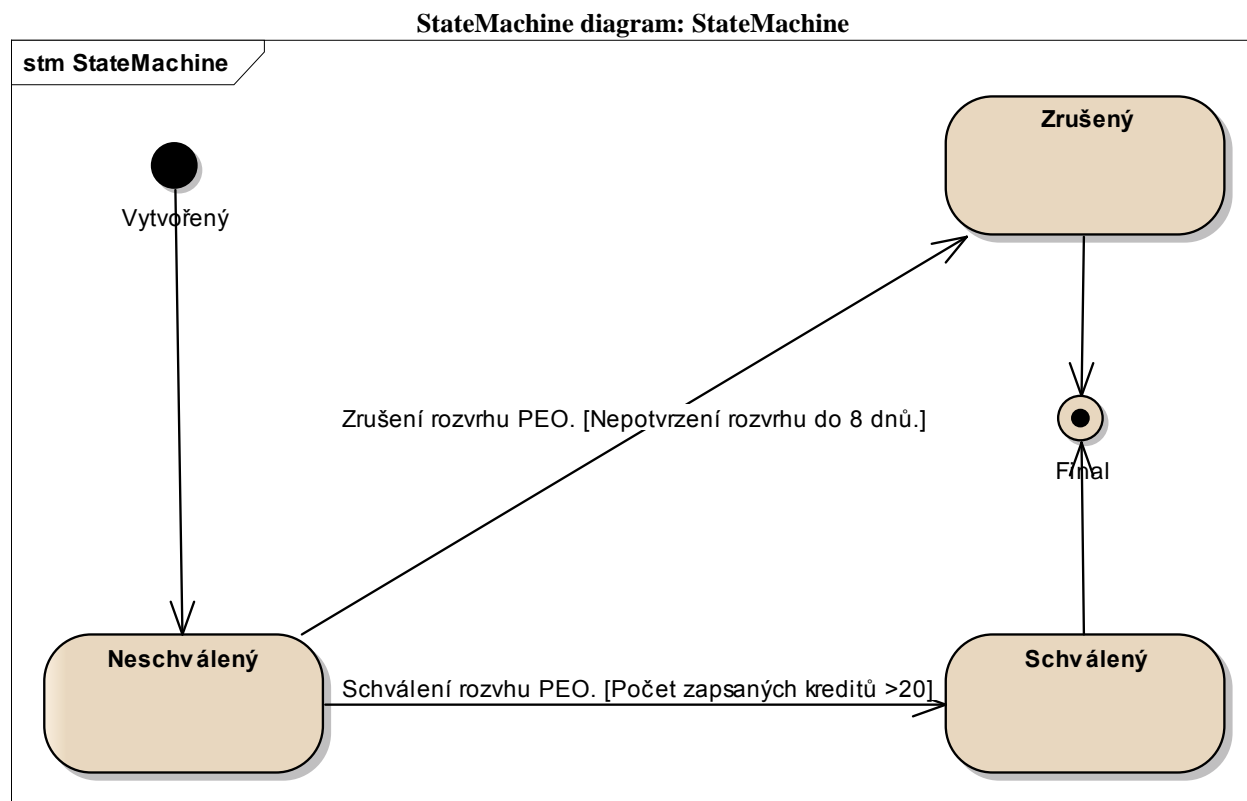 StateMachine diagram: StateMachine
stm StateMachine
Zrušený
Vytvořený
Zrušení rozvrhu PEO. [Nepotvrzení rozvrhu do 8 dnů.]
Final
Neschválený
Schválený
Schválení rozvhu PEO. [Počet zapsaných kreditů >20]